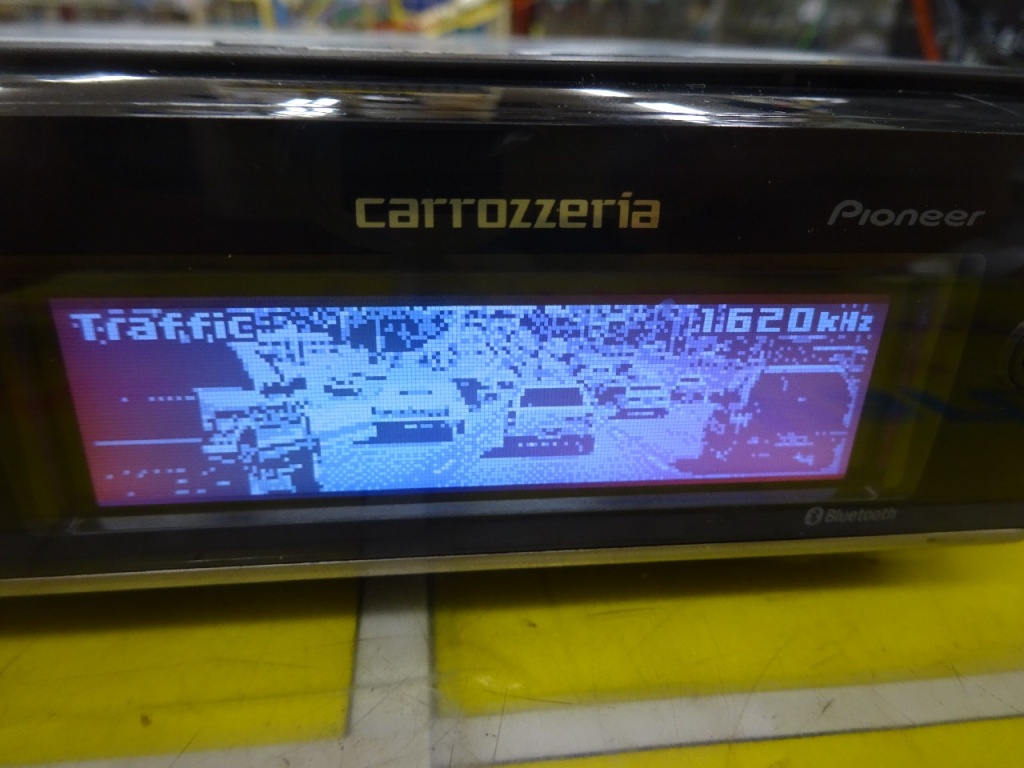 carrozzeria
Pioneer
Traffic 1620kHz
Bluetooth